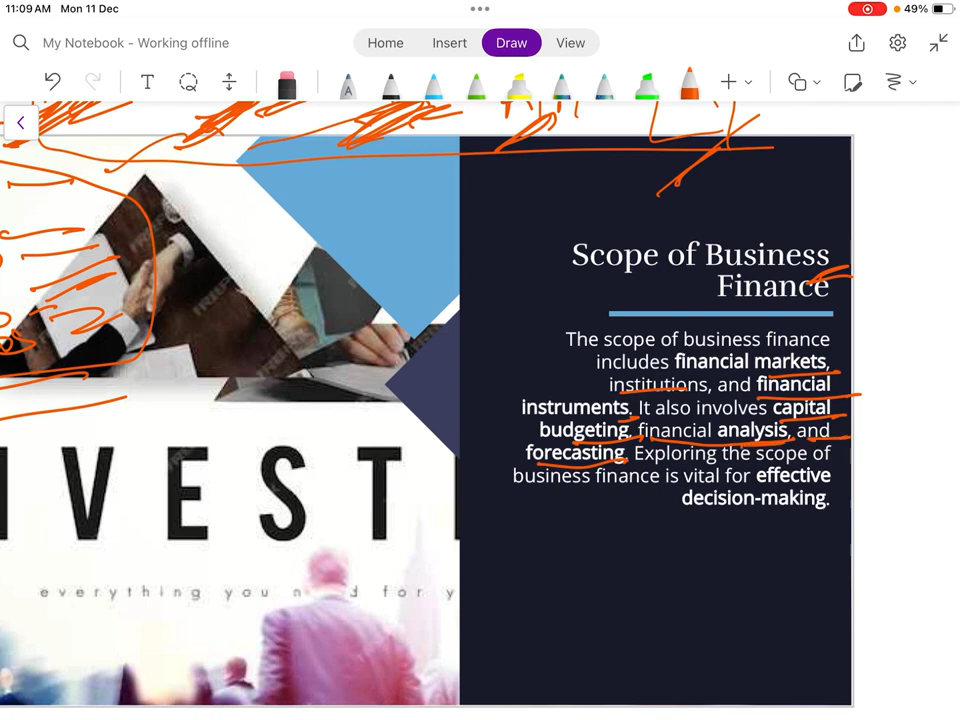 11:09 AM Mon 11 Dec
49%
My Notebook - Working offline
Home Insert Draw View
T
A
Scope of Business
Finance
The scope of business finance
includes financial markets,
institutions, and financial
instruments. It also involves capital
budgeting, financial analysis, and
forecasting. Exploring the scope of
business finance is vital for effective
decision-making.
VEST
everything you for y